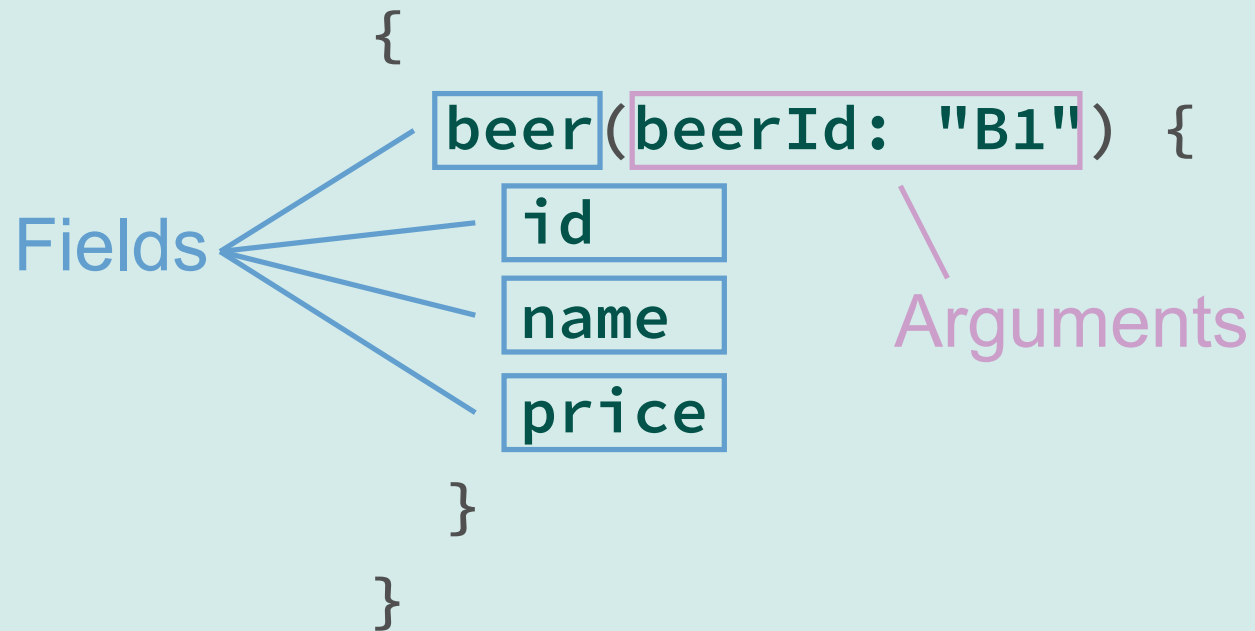 {
beer(beerId: "B1") {
id
Fields
name
Arguments
price
}
}